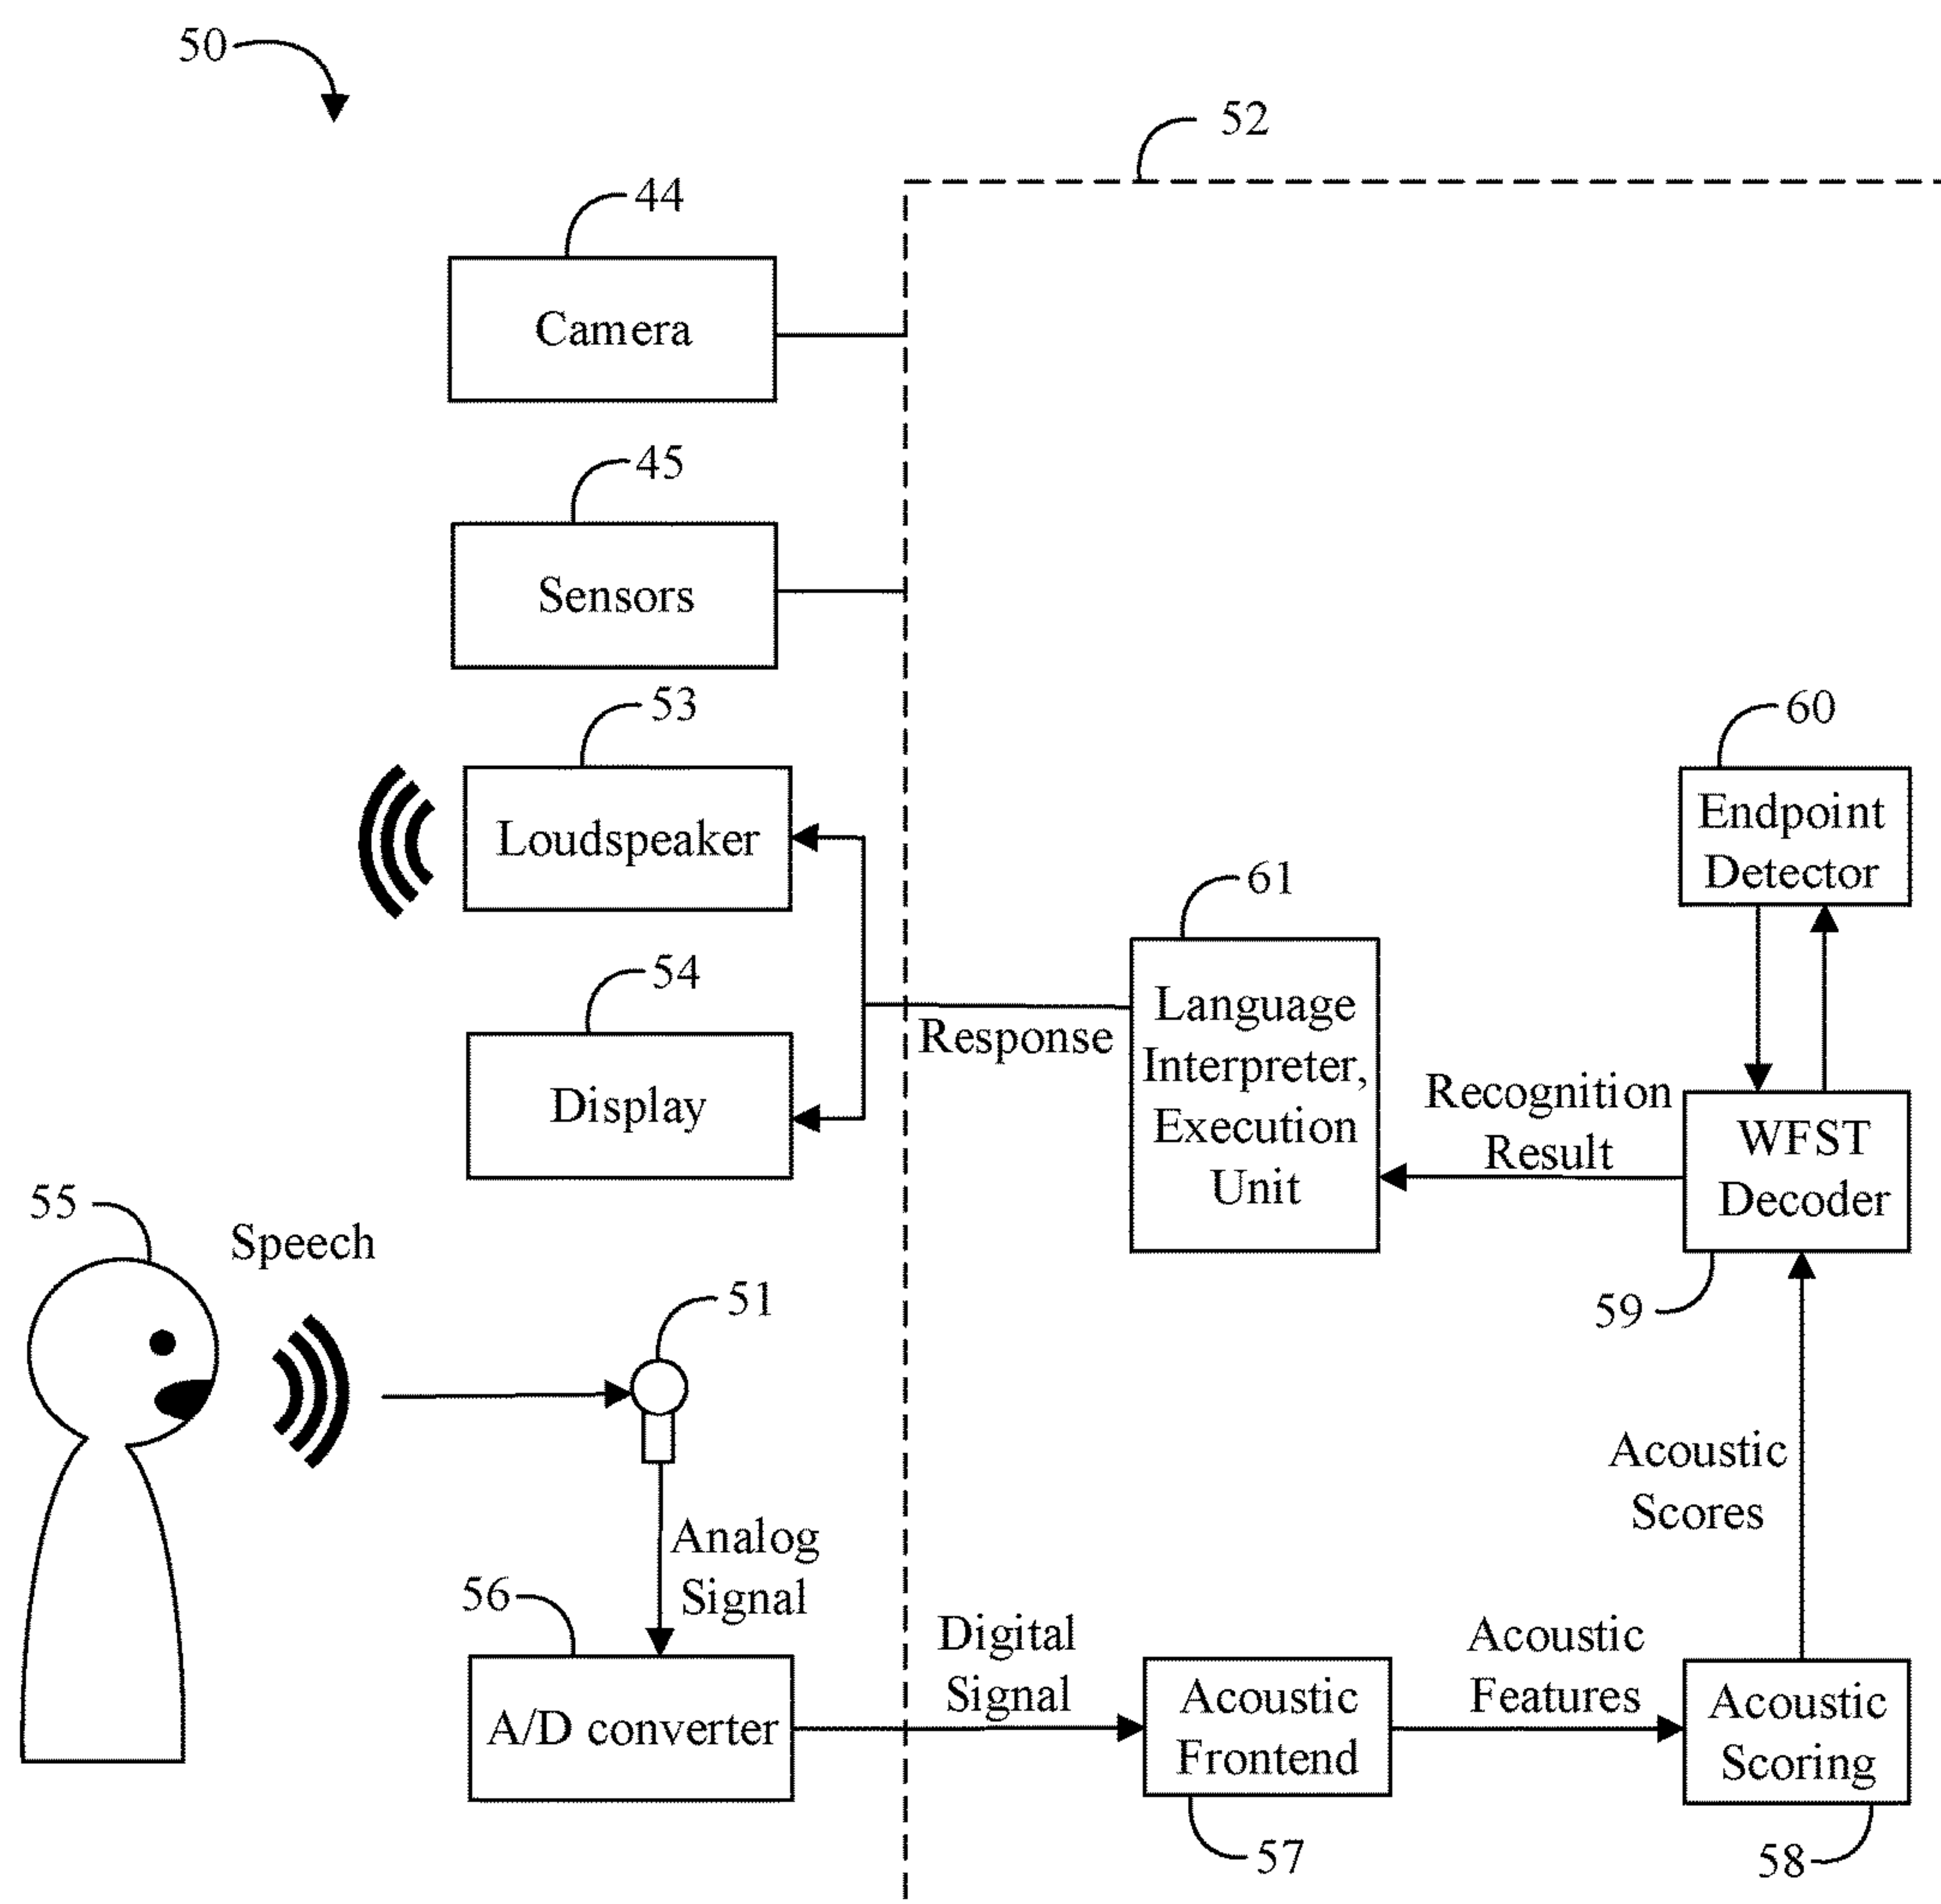 50
52
44
Camera
45
Sensors
53
Loudspeaker
60
Endpoint
Detector
61
54
Display
Response
Language
Interpreter,
Execution
Unit
Recognition
Result
WFST
Decoder
59
55
Speech
51
Analog
Signal
56
A/D converter
Digital
Signal
Acoustic
Frontend
57
Acoustic
Features
Acoustic
Scores
Acoustic
Scoring
58